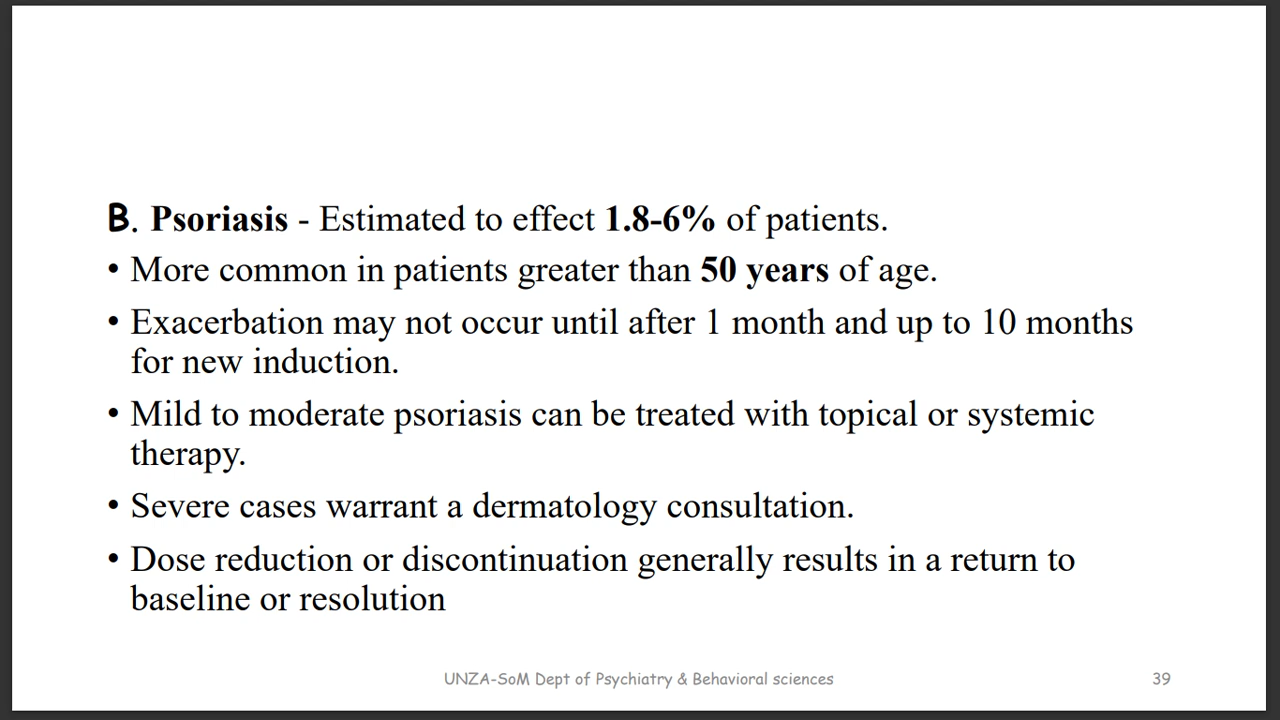 B. Psoriasis - Estimated to effect 1.8-6% of patients.
• More common in patients greater than 50 years of age.
• Exacerbation may not occur until after 1 month and up to 10 months
for new induction.
• Mild to moderate psoriasis can be treated with topical or systemic
therapy.
• Severe cases warrant a dermatology consultation.
• Dose reduction or discontinuation generally results in a return to
baseline or resolution
UNZA-SoM Dept of Psychiatry & Behavioral sciences
39